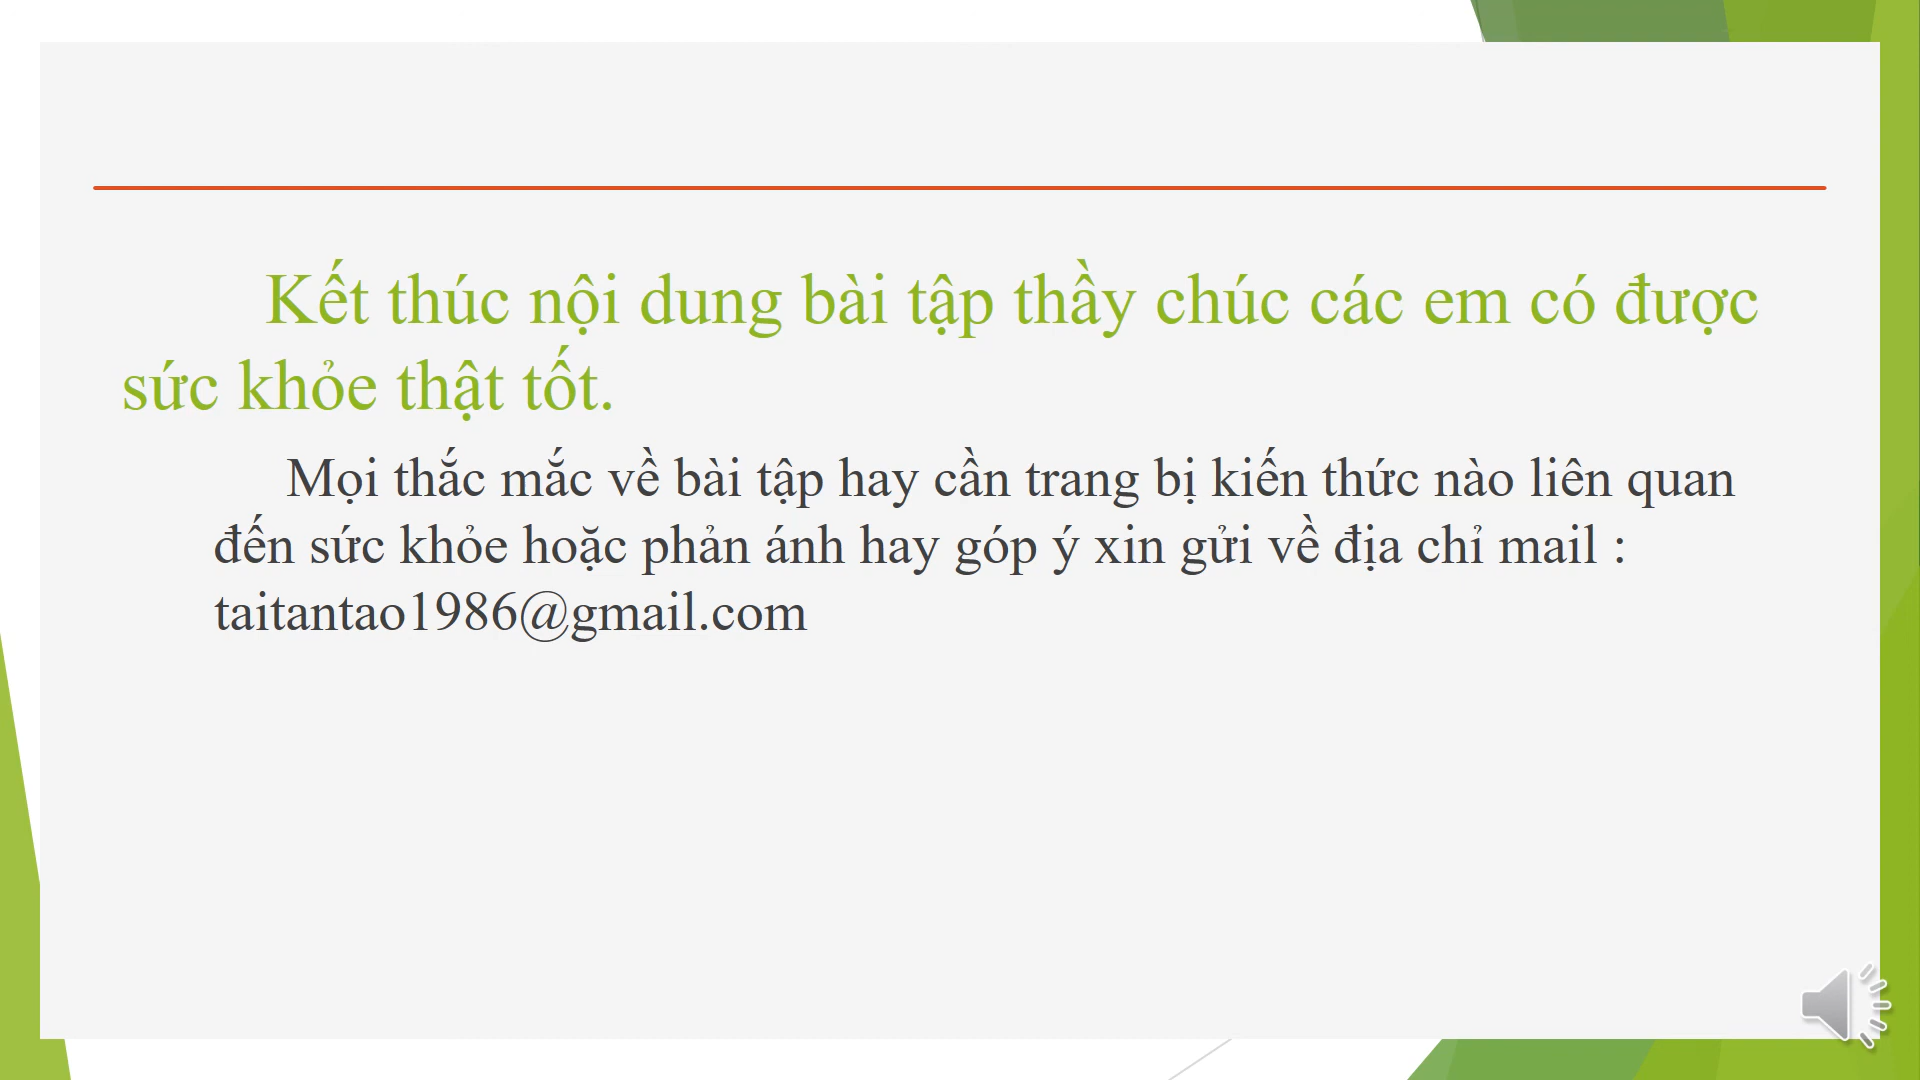 Kết thúc nội dung bài tập thầy chúc các em có được
sức khỏe thật tốt.
Mọi thắc mắc về bài tập hay cần trang bị kiến thức nào liên quan
đến sức khỏe hoặc phản ánh hay góp ý xin gửi về địa chỉ mail :
taitantao1986@gmail.com